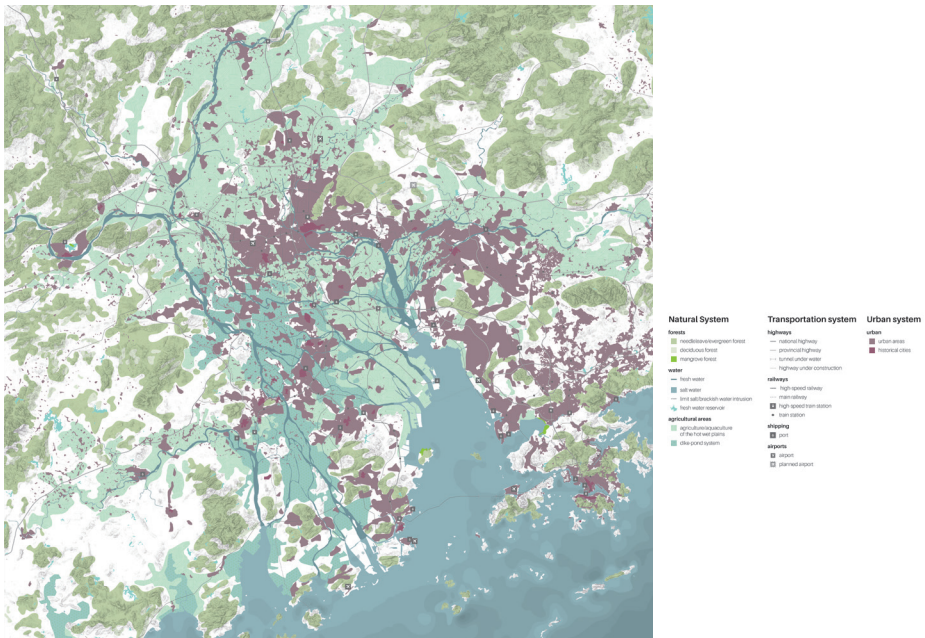 Natural System
forests
needleleave/evergreen forest
deciduous forest
mangrove forest
water
fresh water
salt water
limit salt/brackish water intrusion
fresh water reservoir
agricultural areas
agriculture/aquaculture
of the hot wet plains
dike-pond system
Transportation system
highways
national highway
provincial highway
tunnel under water
highway under construction
railways
high-speed railway
main railway
high-speed train station
train station
shipping
port
airports
airport
planned airport
Urban system
urban
urban areas
historical cities